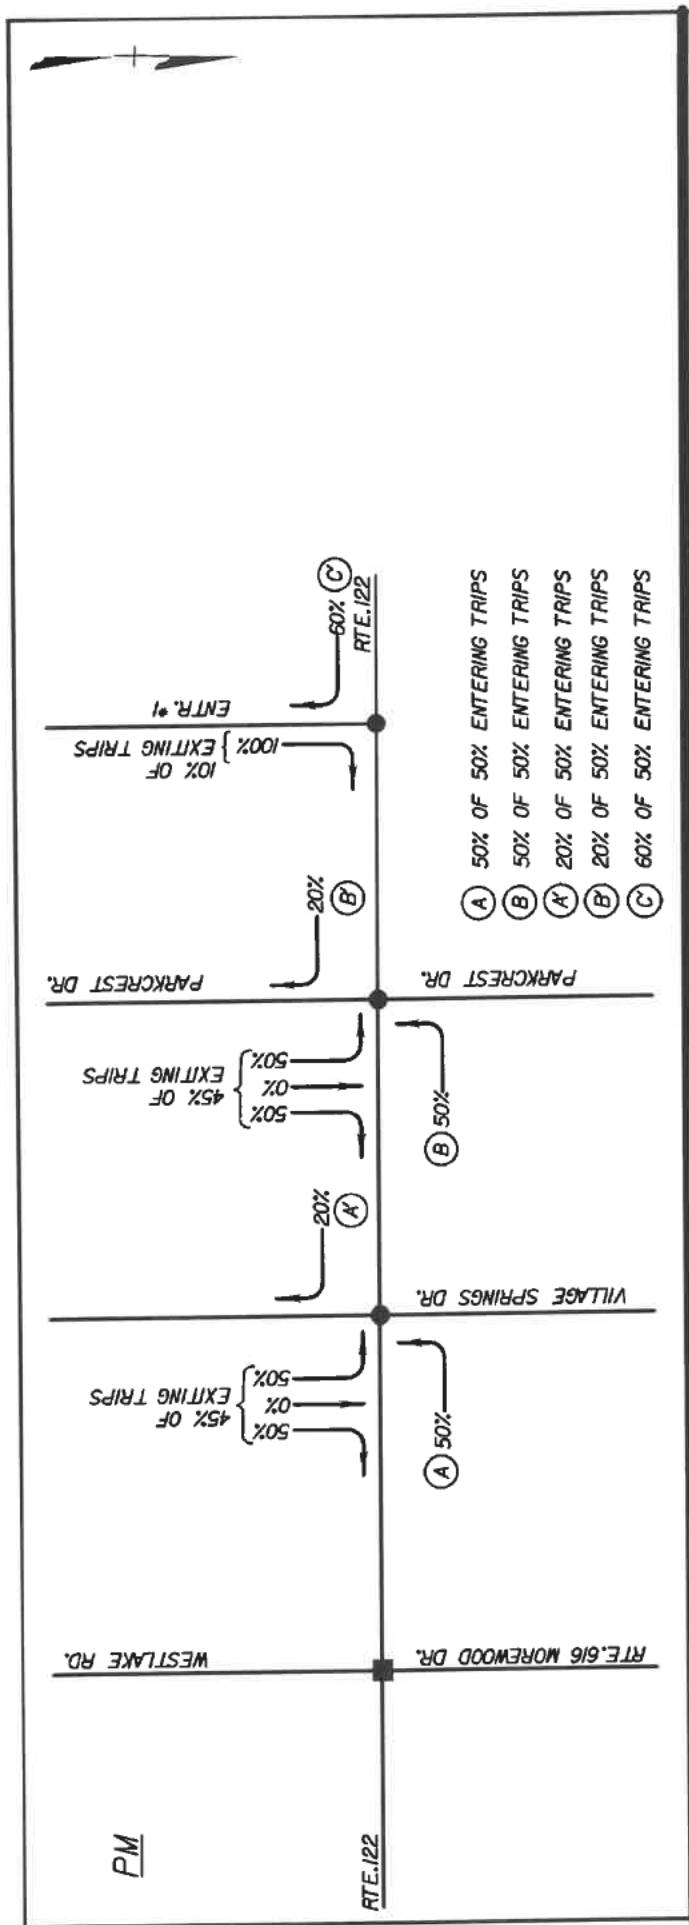 PM
RTE.122
WESTLAKE RD.
RTE.616 MOREWOOD DR.
45% OF
EXITING TRIPS
50%
0%
50%
A 50%
VILLAGE SPRINGS DR.
20%
A'
45% OF
EXITING TRIPS
50%
0%
50%
B 50%
PARKCREST DR.
PARKCREST DR.
20%
B'
10% OF
EXITING TRIPS
100%
ENTR. #1
60% C'
RTE.122
A 50% OF 50% ENTERING TRIPS
B 50% OF 50% ENTERING TRIPS
A' 20% OF 50% ENTERING TRIPS
B' 20% OF 50% ENTERING TRIPS
C' 60% OF 50% ENTERING TRIPS